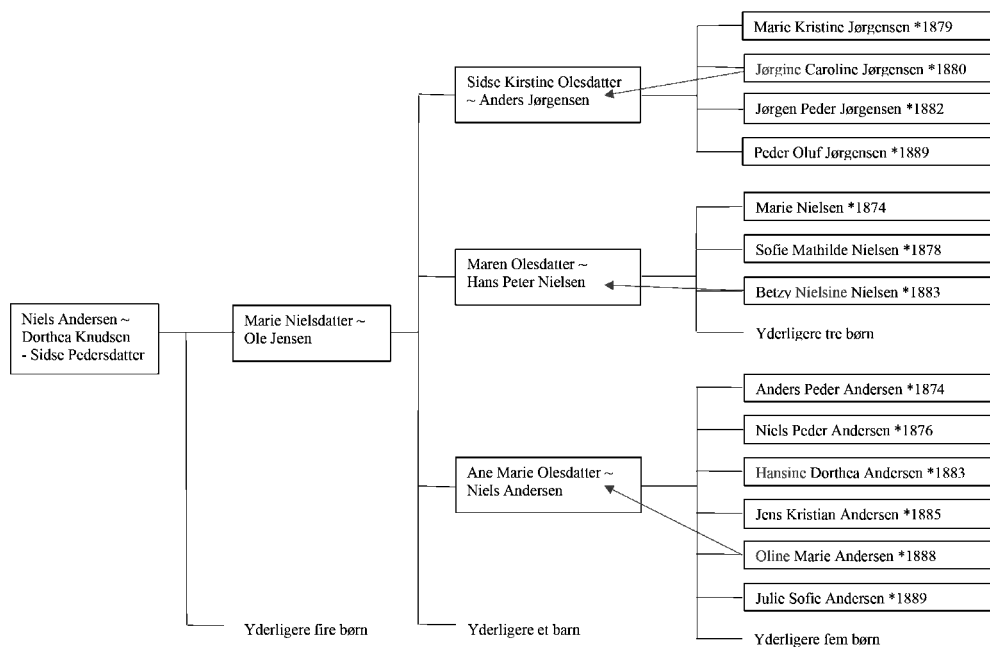 Niels Andersen ~
Dorthea Knudsen
- Sidse Pedersdatter
Marie Nielsdatter ~
Ole Jensen
Yderligere fire børn
Sidse Kirstine Olesdatter
~ Anders Jørgensen
Maren Olesdatter ~
Hans Peter Nielsen
Ane Marie Olesdatter ~
Niels Andersen
Yderligere et barn
Marie Kristine Jørgensen *1879
Jørgine Caroline Jørgensen *1880
Jørgen Peder Jørgensen *1882
Peder Oluf Jørgensen *1889
Marie Nielsen *1874
Sofie Mathilde Nielsen *1878
Betzy Nielsine Nielsen *1883
Yderligere tre børn
Anders Peder Andersen *1874
Niels Peder Andersen *1876
Hansine Dorthea Andersen *1883
Jens Kristian Andersen *1885
Oline Marie Andersen *1888
Julie Sofie Andersen *1889
Yderligere fem børn